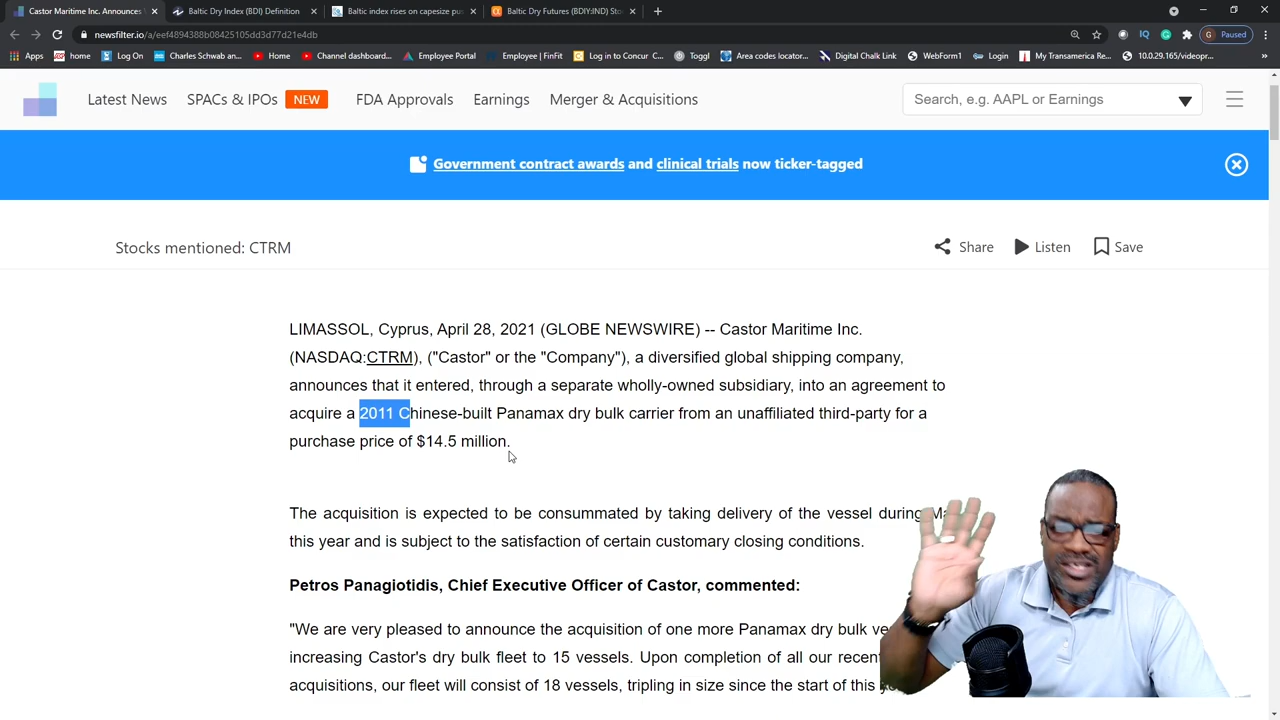 Castor Maritime Inc. Announces
Baltic Dry Index (BDI) Definition
Baltic index rises on capesize pu
Baltic Dry Futures (BDIY:IND) Sto
newsfilter.io/a/eef4894388b08425105dd3d77d21e4db
Paused
Apps
home
Log On
Charles Schwab an...
Home
Channel dashboard...
Employee Portal
Employee | FinFit
Log in to Concur C...
Toggl
Area codes locator...
Digital Chalk Link
WebForm1
Login
My Transamerica Re...
10.0.29.165/videopr...
Latest News
SPACs & IPOs
NEW
FDA Approvals
Earnings
Merger & Acquisitions
Search, e.g. AAPL or Earnings
Government contract awards and clinical trials now ticker-tagged
Stocks mentioned: CTRM
Share
Listen
Save
LIMASSOL, Cyprus, April 28, 2021 (GLOBE NEWSWIRE) -- Castor Maritime Inc.
(NASDAQ:CTRM), ("Castor" or the "Company"), a diversified global shipping company,
announces that it entered, through a separate wholly-owned subsidiary, into an agreement to
acquire a 2011 Chinese-built Panamax dry bulk carrier from an unaffiliated third-party for a
purchase price of $14.5 million.
The acquisition is expected to be consummated by taking delivery of the vessel during
this year and is subject to the satisfaction of certain customary closing conditions.
Petros Panagiotidis, Chief Executive Officer of Castor, commented:
"We are very pleased to announce the acquisition of one more Panamax dry bulk
increasing Castor's dry bulk fleet to 15 vessels. Upon completion of all our recent
acquisitions, our fleet will consist of 18 vessels, tripling in size since the start of this